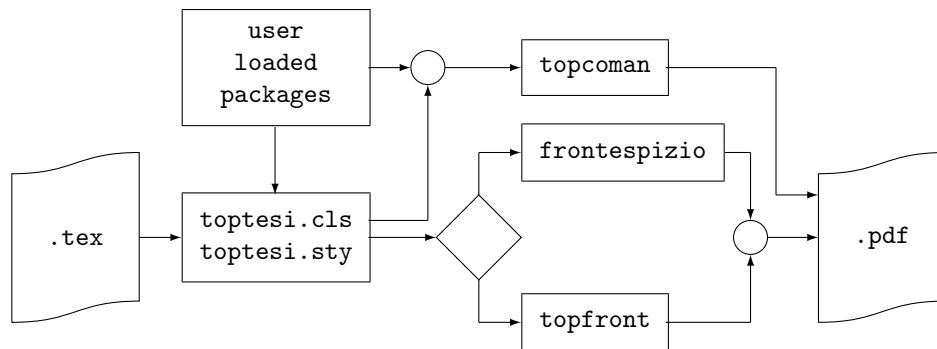 user
loaded
packages
topcoman
frontespizio
.tex
toptesi.cls
toptesi.sty
.pdf
topfront